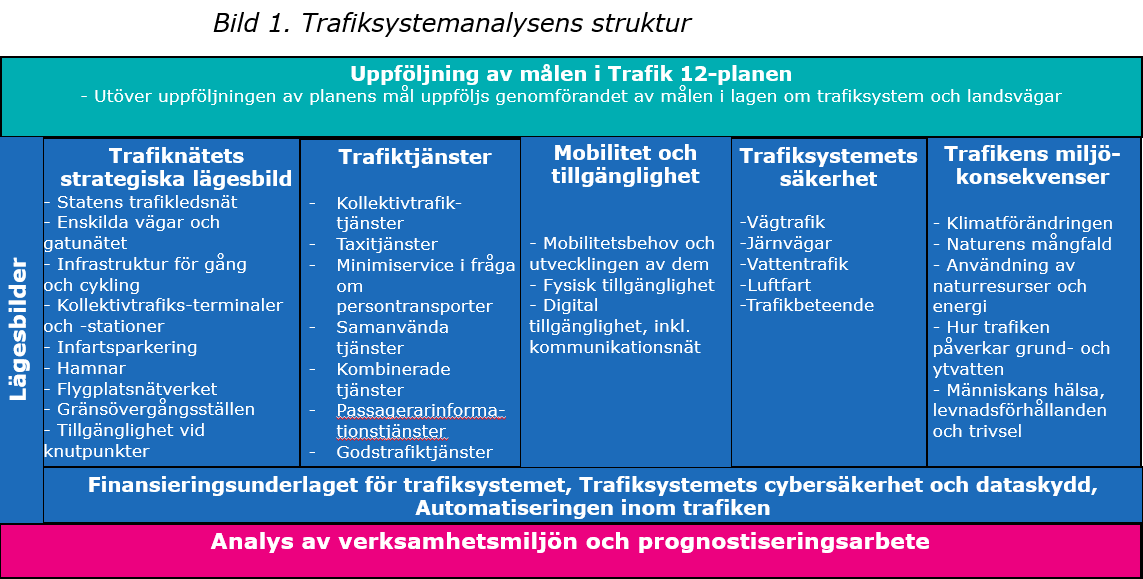 Bild 1. Trafiksystemanalysens struktur
Uppföljning av målen i Trafik 12-planen
- Utöver uppföljningen av planens mål uppföljs genomförandet av målen i lagen om trafiksystem och landsvägar
Lägesbilder
Trafiknätets
strategiska lägesbild
- Statens trafikledsnät
- Enskilda vägar och
gatunätet
- Infrastruktur för gång
och cykling
- Kollektivtrafiks-terminaler
och -stationer
- Infartsparkering
- Hamnar
- Flygplatsnätverket
- Gränsövergångsställen
- Tillgänglighet vid
knutpunkter
Trafiktjänster
- Kollektivtrafik-
tjänster
- Taxitjänster
- Minimiservice i fråga
om
persontransporter
- Samanvända
tjänster
- Kombinerade
tjänster
- Passagerarinforma-
tionstjänster
- Godstrafiktjänster
Mobilitet och
tillgänglighet
- Mobilitetsbehov och
utvecklingen av dem
- Fysisk tillgänglighet
- Digital
tillgänglighet, inkl.
kommunikationsnät
Trafiksystemets
säkerhet
-Vägtrafik
-Järnvägar
-Vattentrafik
-Luftfart
-Trafikbeteende
Trafikens miljö-
konsekvenser
- Klimatförändringen
- Naturens mångfald
- Användning av
naturresurser och
energi
- Hur trafiken
påverkar grund- och
ytvatten
- Människans hälsa,
levnadsförhållanden
och trivsel
Finansieringsunderlaget för trafiksystemet, Trafiksystemets cybersäkerhet och dataskydd,
Automatiseringen inom trafiken
Analys av verksamhetsmiljön och prognostiseringsarbete